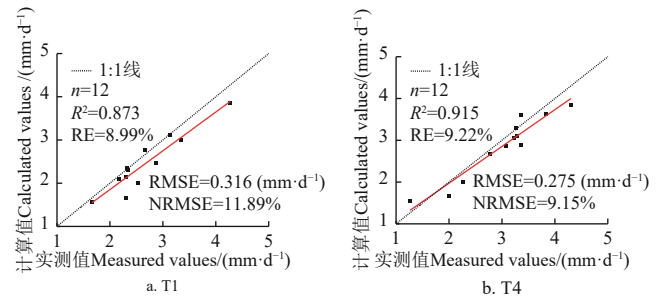 5
4
3
2
1
计算值Calculated values /(mm·d⁻¹)
1:1线
n=12
R²=0.873
RE=8.99%
RMSE=0.316 (mm·d⁻¹)
NRMSE=11.89%
1 2 3 4 5
实测值Measured values/(mm·d⁻¹)
a. T1
5
4
3
2
1
计算值Calculated values/(mm·d⁻¹)
1:1线
n=12
R²=0.915
RE=9.22%
RMSE=0.275 (mm·d⁻¹)
NRMSE=9.15%
1 2 3 4 5
实测值Measured values/(mm·d⁻¹)
b. T4